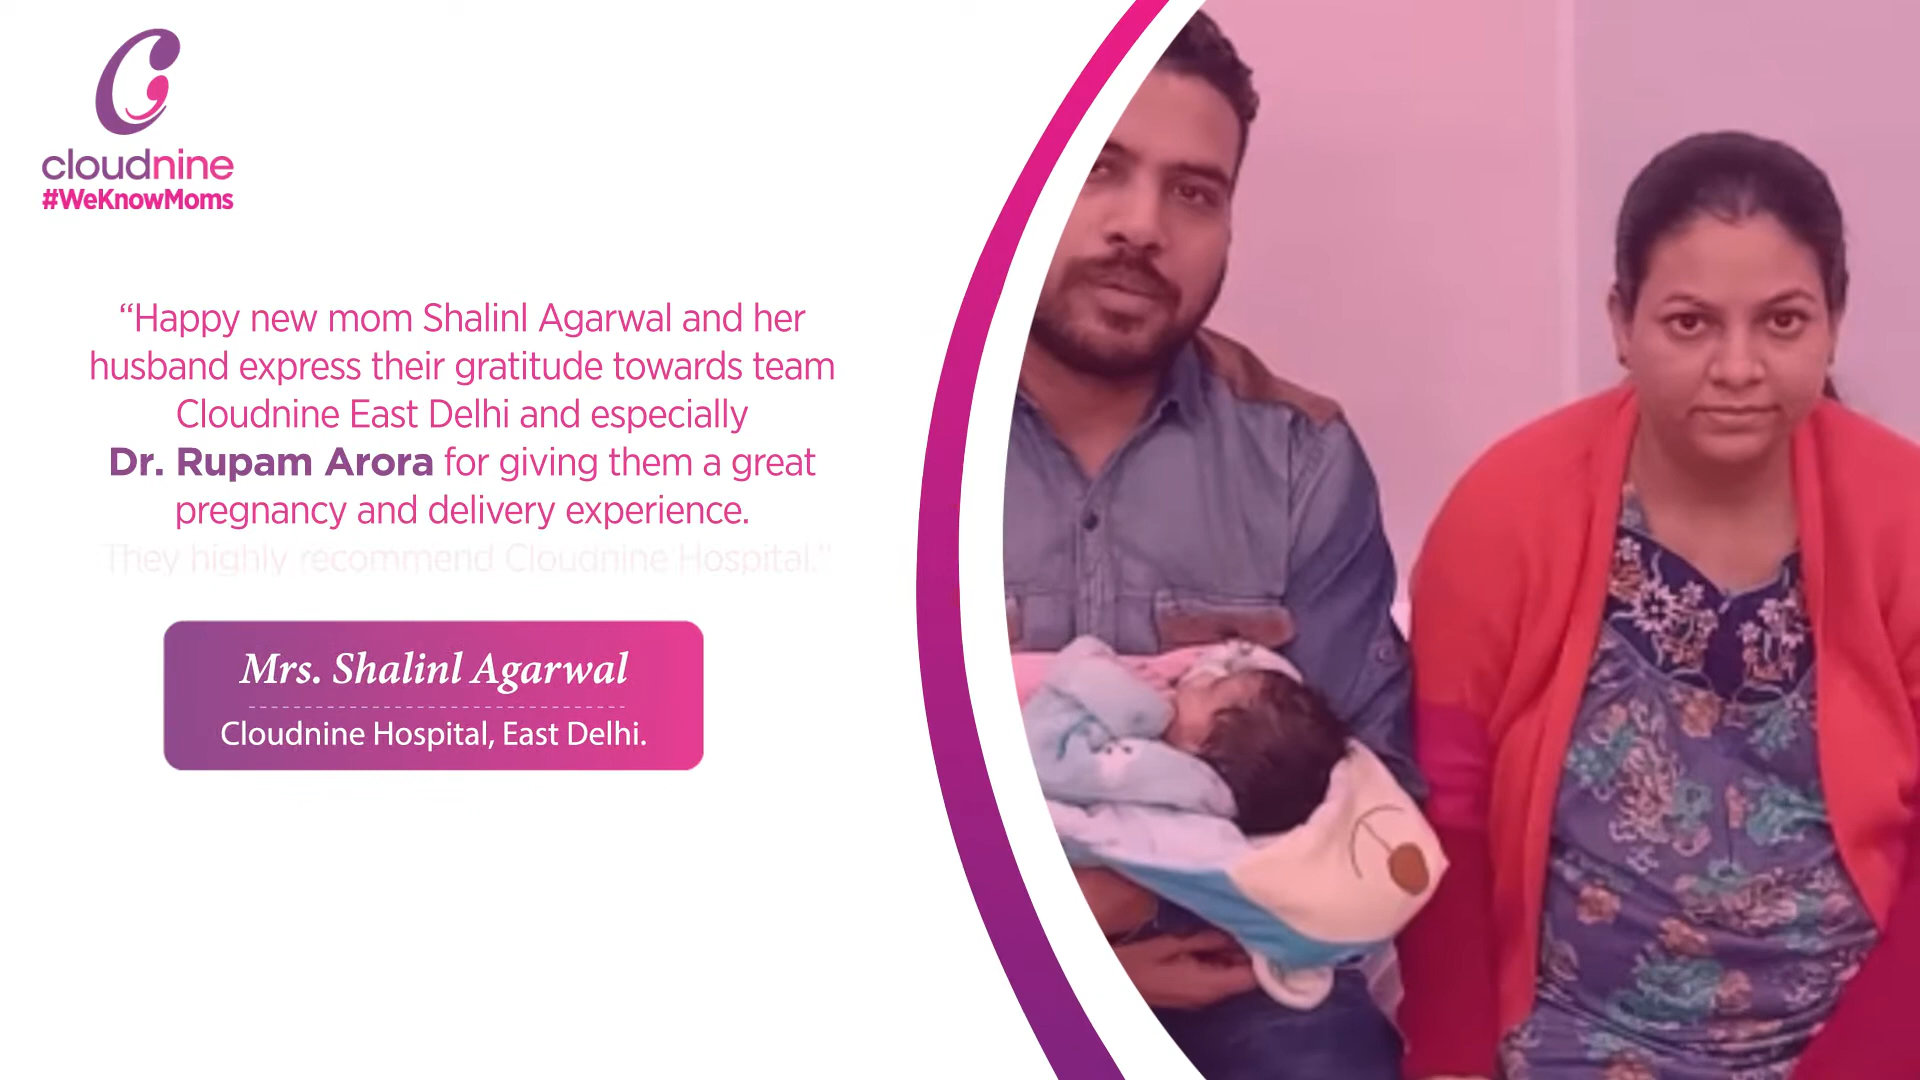 cloudnine
#WeKnowMoms
“Happy new mom Shalinl Agarwal and her
husband express their gratitude towards team
Cloudnine East Delhi and especially
Dr. Rupam Arora for giving them a great
pregnancy and delivery experience.
They highly recommend Cloudnine Hospital.”
Mrs. Shalinl Agarwal
Cloudnine Hospital, East Delhi.